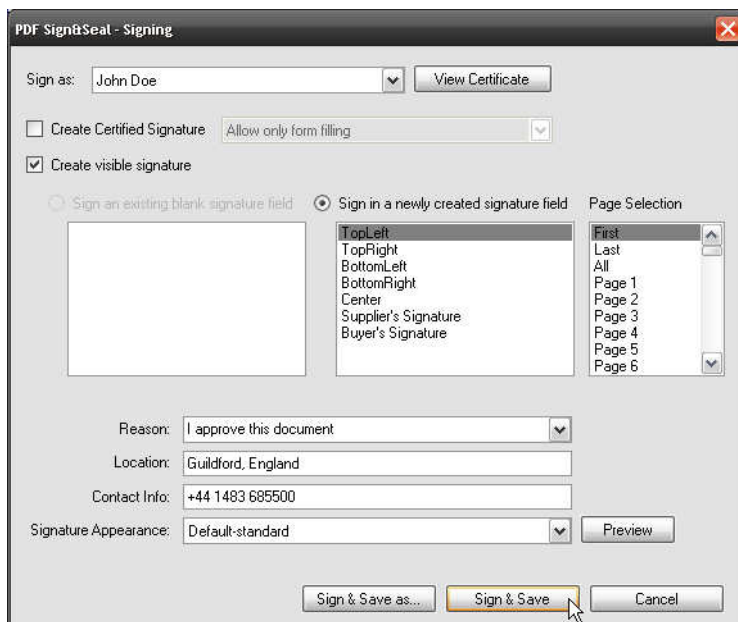 PDF Sign&Seal - Signing
Sign as: John Doe View Certificate
Create Certified Signature Allow only form filling
Create visible signature
Sign an existing blank signature field Sign in a newly created signature field Page Selection
TopLeft First
TopRight Last
BottomLeft All
BottomRight Page 1
Center Page 2
Supplier's Signature Page 3
Buyer's Signature Page 4
Page 5
Page 6
Reason: I approve this document
Location: Guildford, England
Contact Info: +44 1483 685500
Signature Appearance: Default-standard Preview
Sign & Save as... Sign & Save Cancel